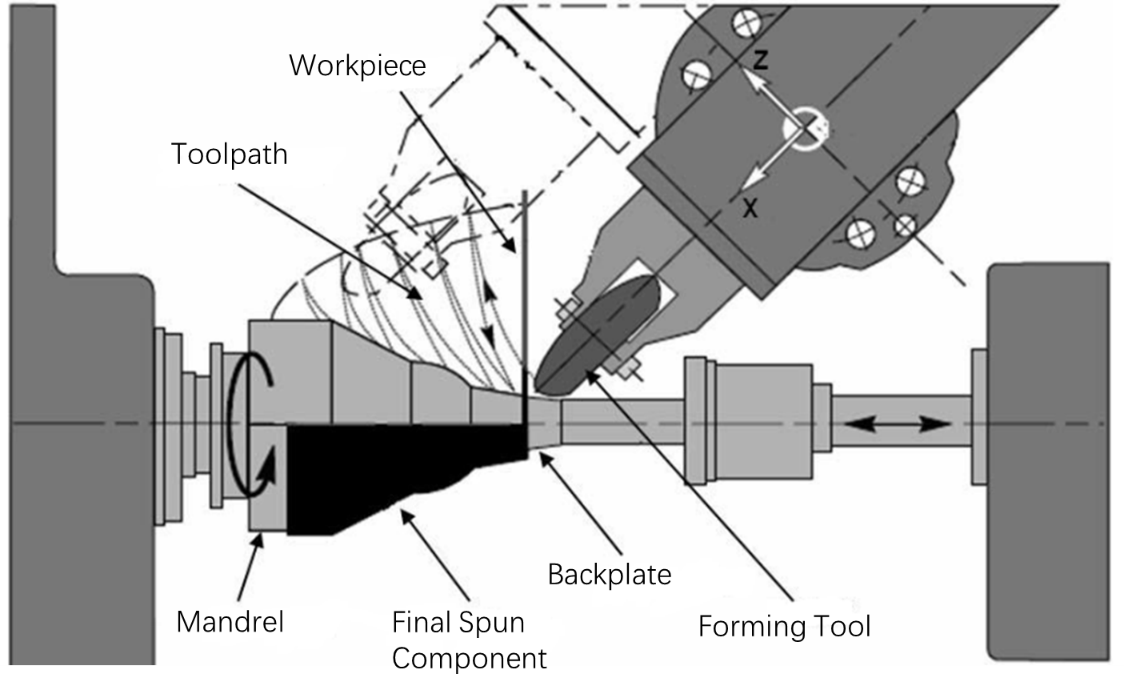 Z
Workpiece
Toolpath
X
Backplate
Mandrel
Final Spun
Component
Forming Tool